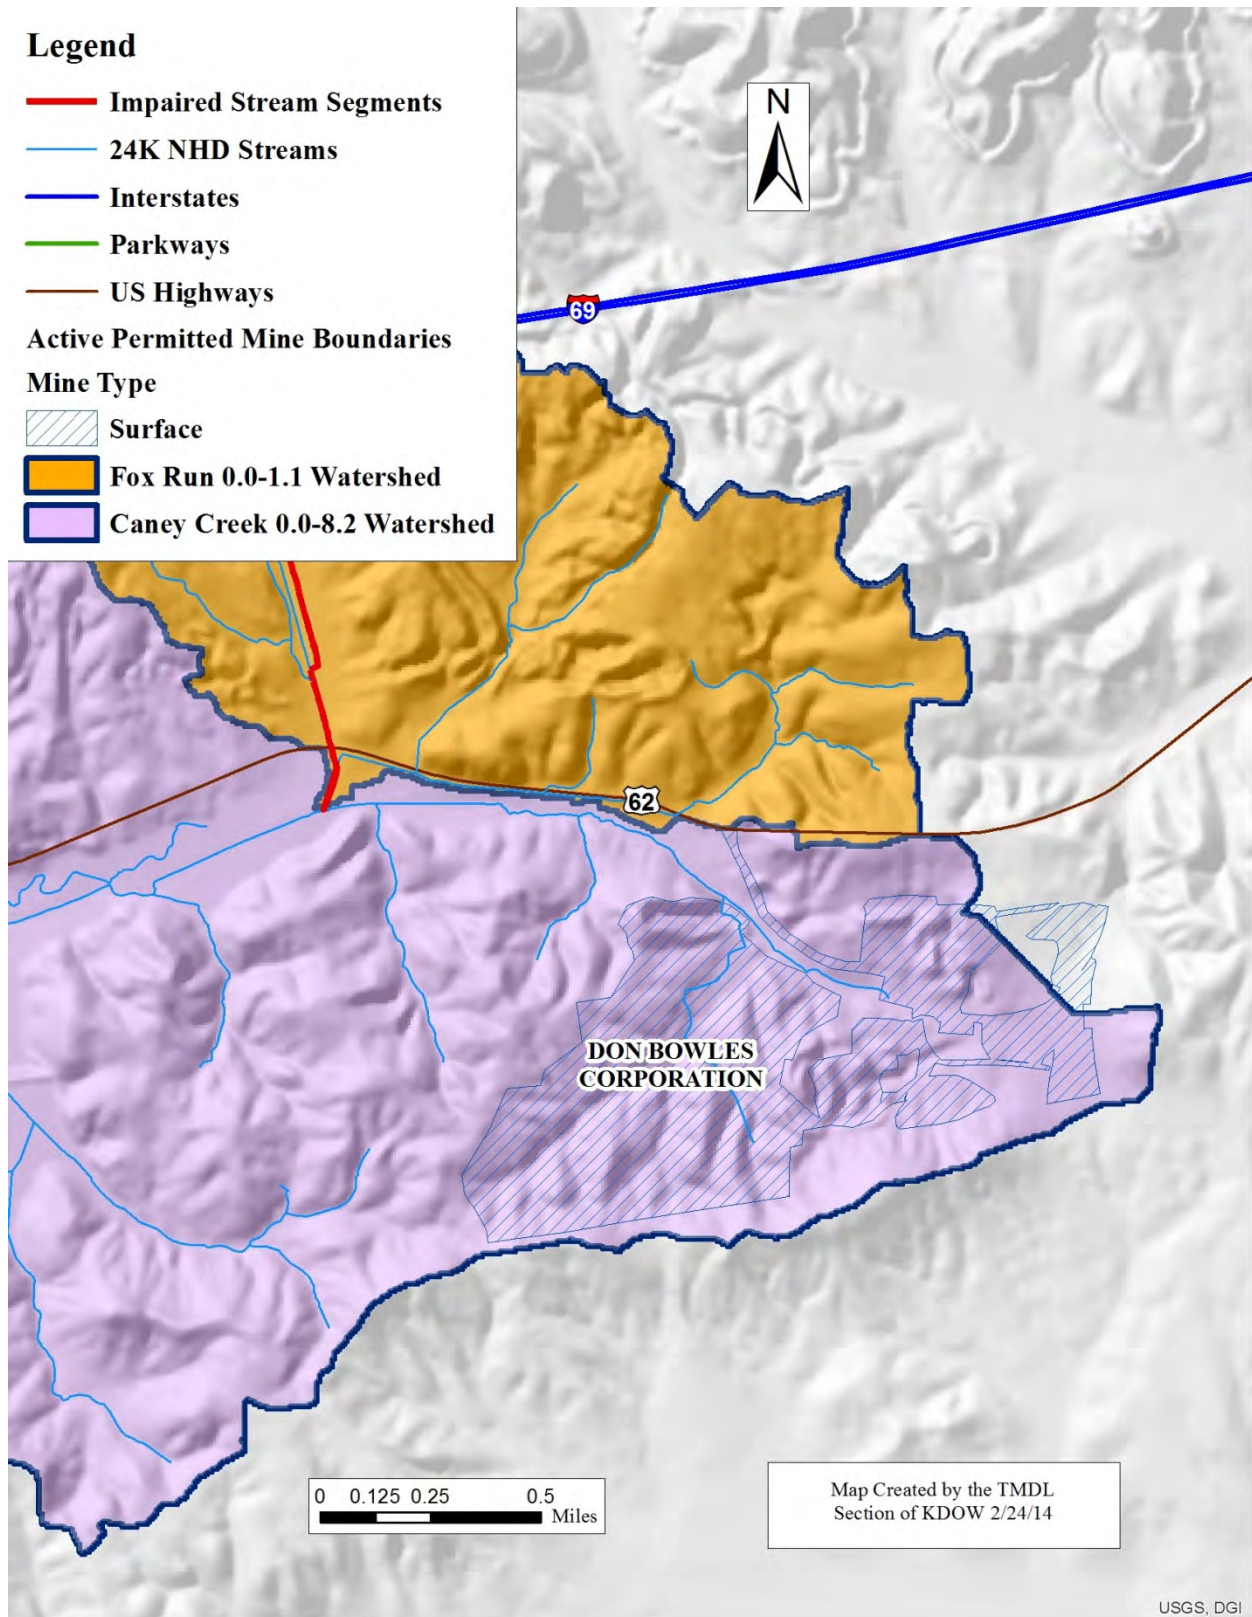 Legend
Impaired Stream Segments
24K NHD Streams
Interstates
Parkways
US Highways
Active Permitted Mine Boundaries
Mine Type
Surface
Fox Run 0.0-1.1 Watershed
Caney Creek 0.0-8.2 Watershed
N
69
62
DON BOWLES
CORPORATION
0 0.125 0.25 0.5
Miles
Map Created by the TMDL
Section of KDOW 2/24/14
USGS, DGI